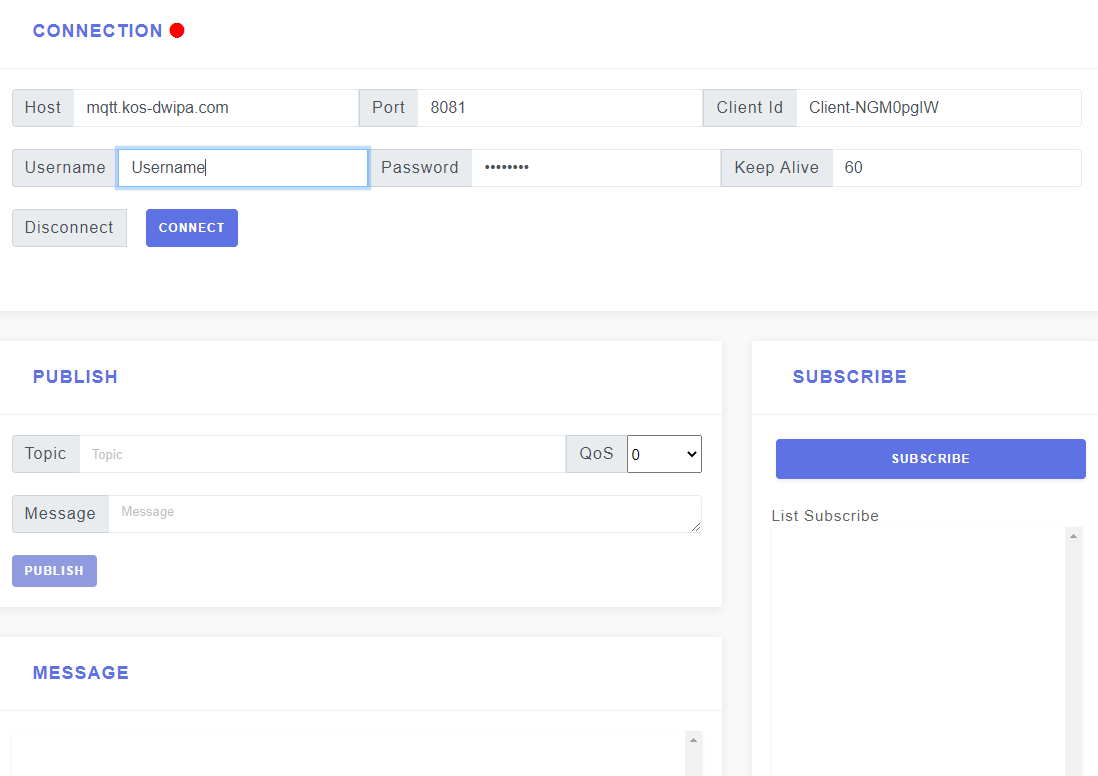 CONNECTION
Host mqtt.kos-dwipa.com Port 8081 Client Id Client-NGM0pglW
Username Username Password •••••••• Keep Alive 60
Disconnect CONNECT
PUBLISH
Topic Topic QoS 0
Message Message
PUBLISH
SUBSCRIBE
SUBSCRIBE
List Subscribe
MESSAGE